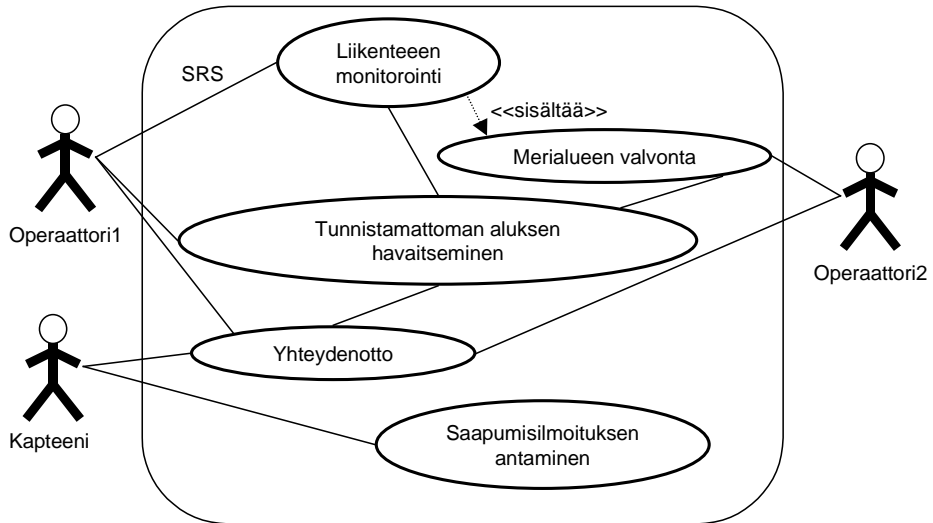 Liikenteeen
monitorointi
SRS
<<sisältää>>
Merialueen valvonta
Operaattori1
Tunnistamattoman aluksen
havaitseminen
Operaattori2
Yhteydenotto
Kapteeni
Saapumisilmoituksen
antaminen